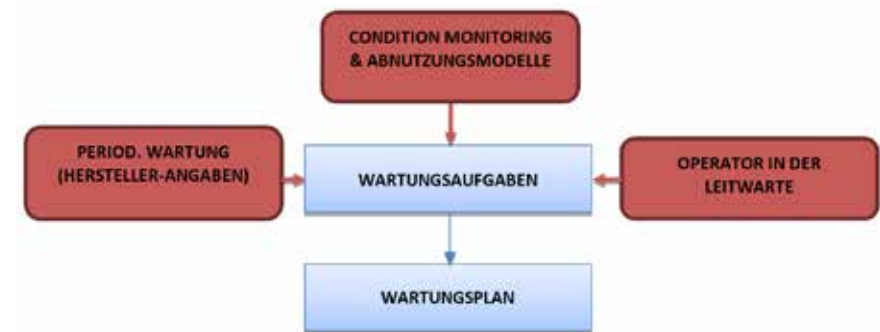 CONDITION MONITORING
& ABNUTZUNGSMODELLE
PERIOD. WARTUNG
(HERSTELLER-ANGABEN)
WARTUNGSAUFGABEN
OPERATOR IN DER
LEITWARTE
WARTUNGSPLAN